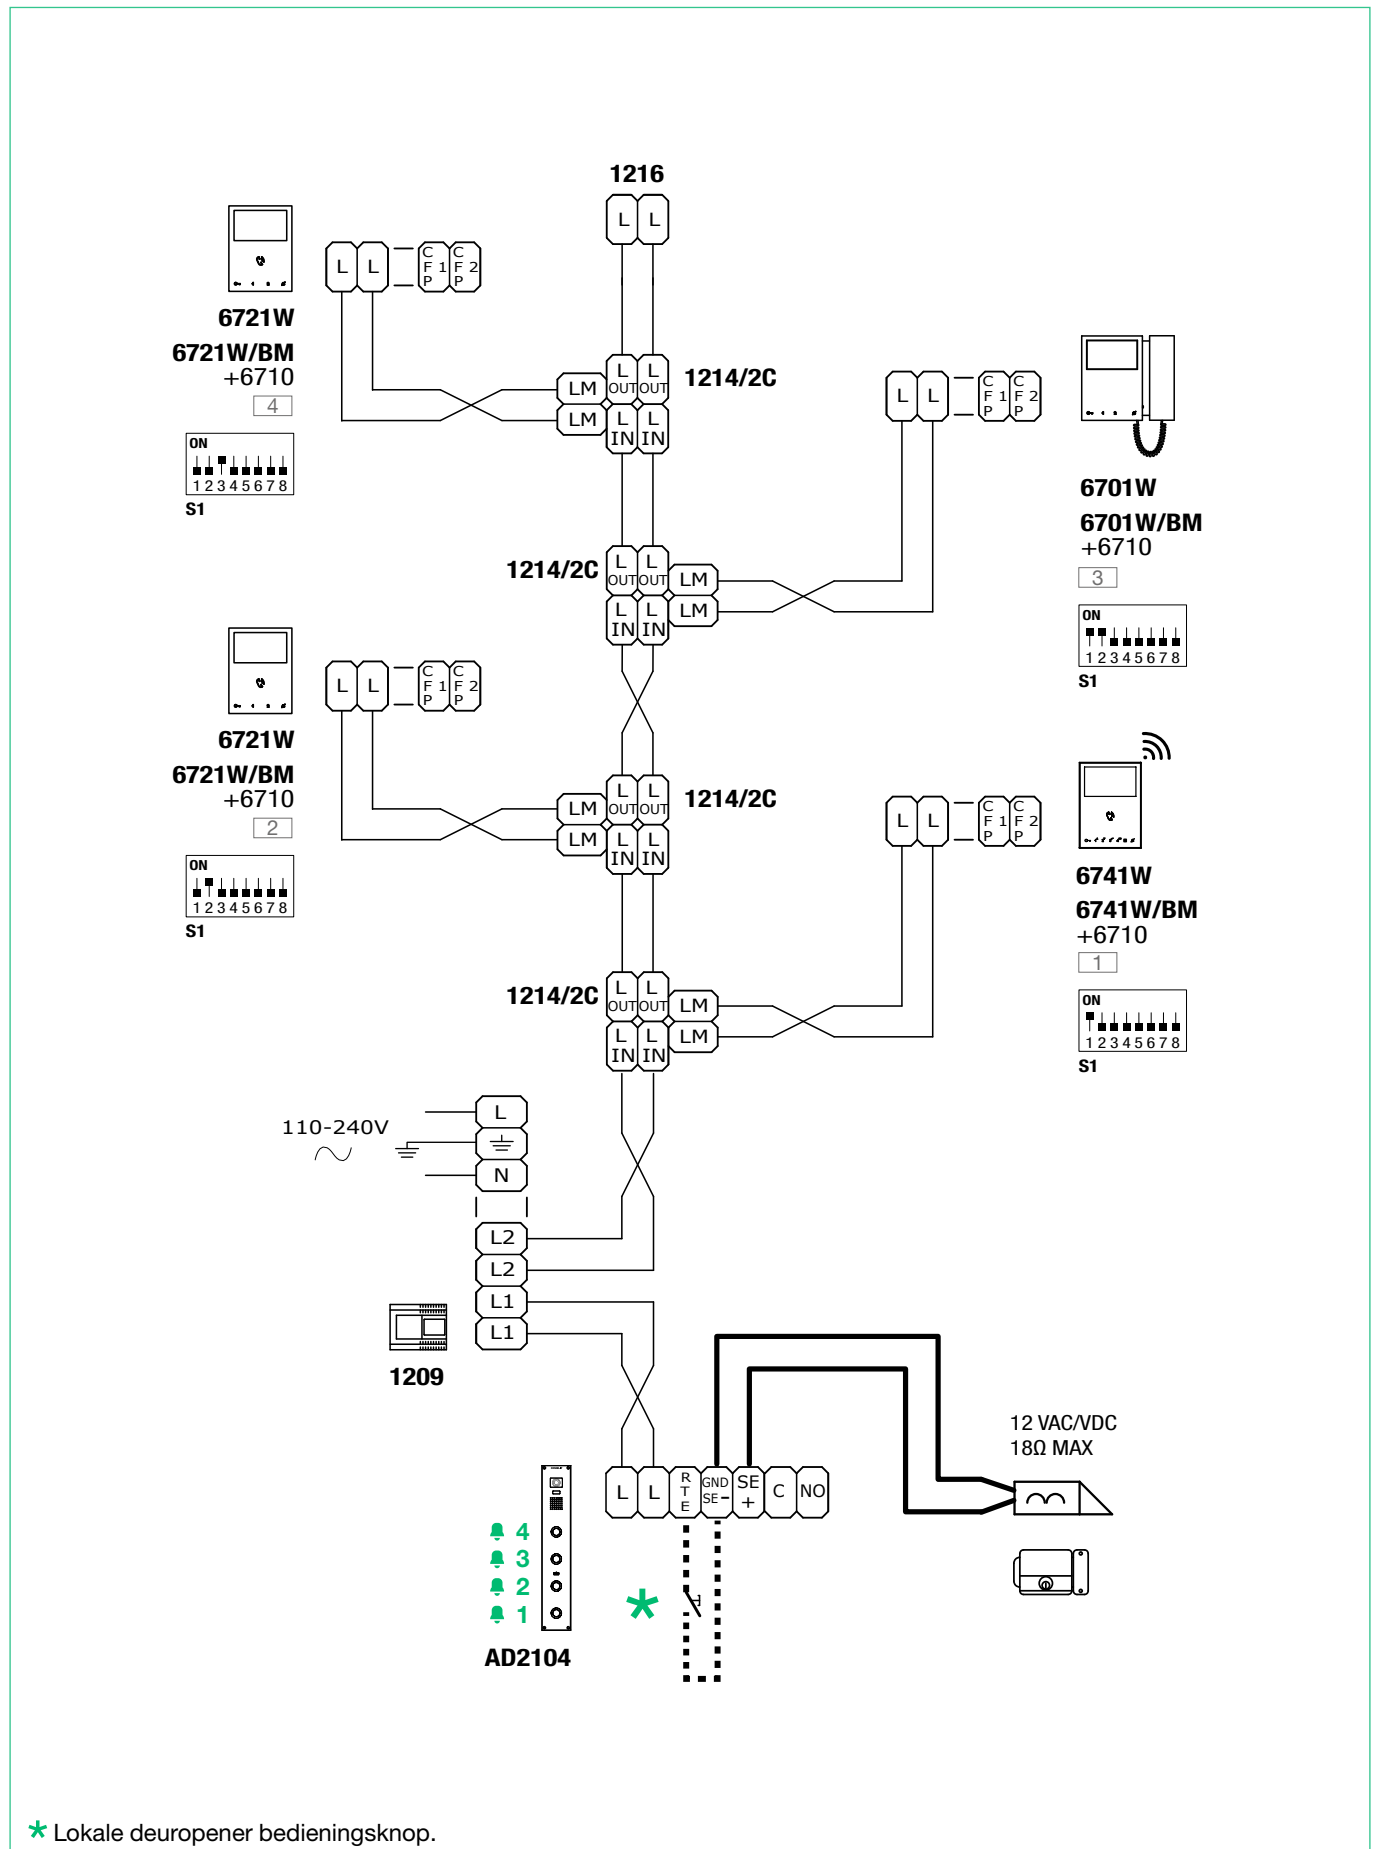 1216
L L
L L C F P 1 C F P 2
6721W
6721W/BM
+6710
4
ON
1 2 3 4 5 6 7 8
S1
LM L OUT L OUT
LM L IN L IN
1214/2C
L L C F P 1 C F P 2
6701W
6701W/BM
+6710
3
ON
1 2 3 4 5 6 7 8
S1
1214/2C
L OUT L OUT LM
L IN L IN LM
L L C F P 1 C F P 2
6721W
6721W/BM
+6710
2
ON
1 2 3 4 5 6 7 8
S1
LM L OUT L OUT
LM L IN L IN
1214/2C
L L C F P 1 C F P 2
6741W
6741W/BM
+6710
1
ON
1 2 3 4 5 6 7 8
S1
1214/2C
L OUT L OUT LM
L IN L IN LM
110-240V
L
N
L2
L2
L1
L1
1209
12 VAC/VDC
18Ω MAX
L L RTE GND SE- SE + C NO
4
3
2
1
AD2104
*
* Lokale deuropener bedieningsknop.